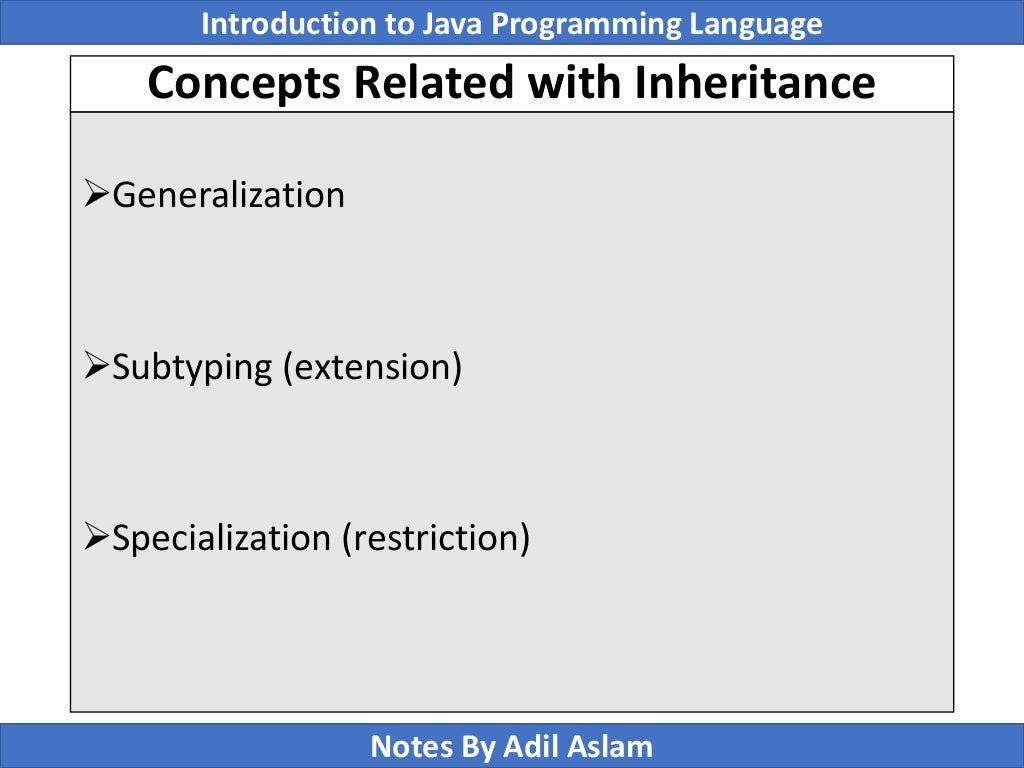 Introduction to Java Programming Language
Concepts Related with Inheritance
➢Generalization
➢Subtyping (extension)
➢Specialization (restriction)
Notes By Adil Aslam